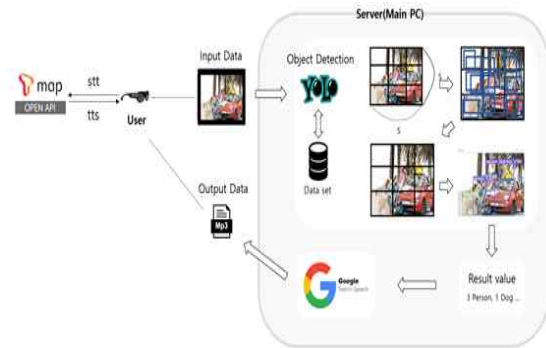 Server(Main PC)
Input Data
Object Detection
YOLO
map
OPEN API
stt
tts
User
S
Data set
Output Data
Mp3
Google
Result value
3 Person, 1 Dog ...